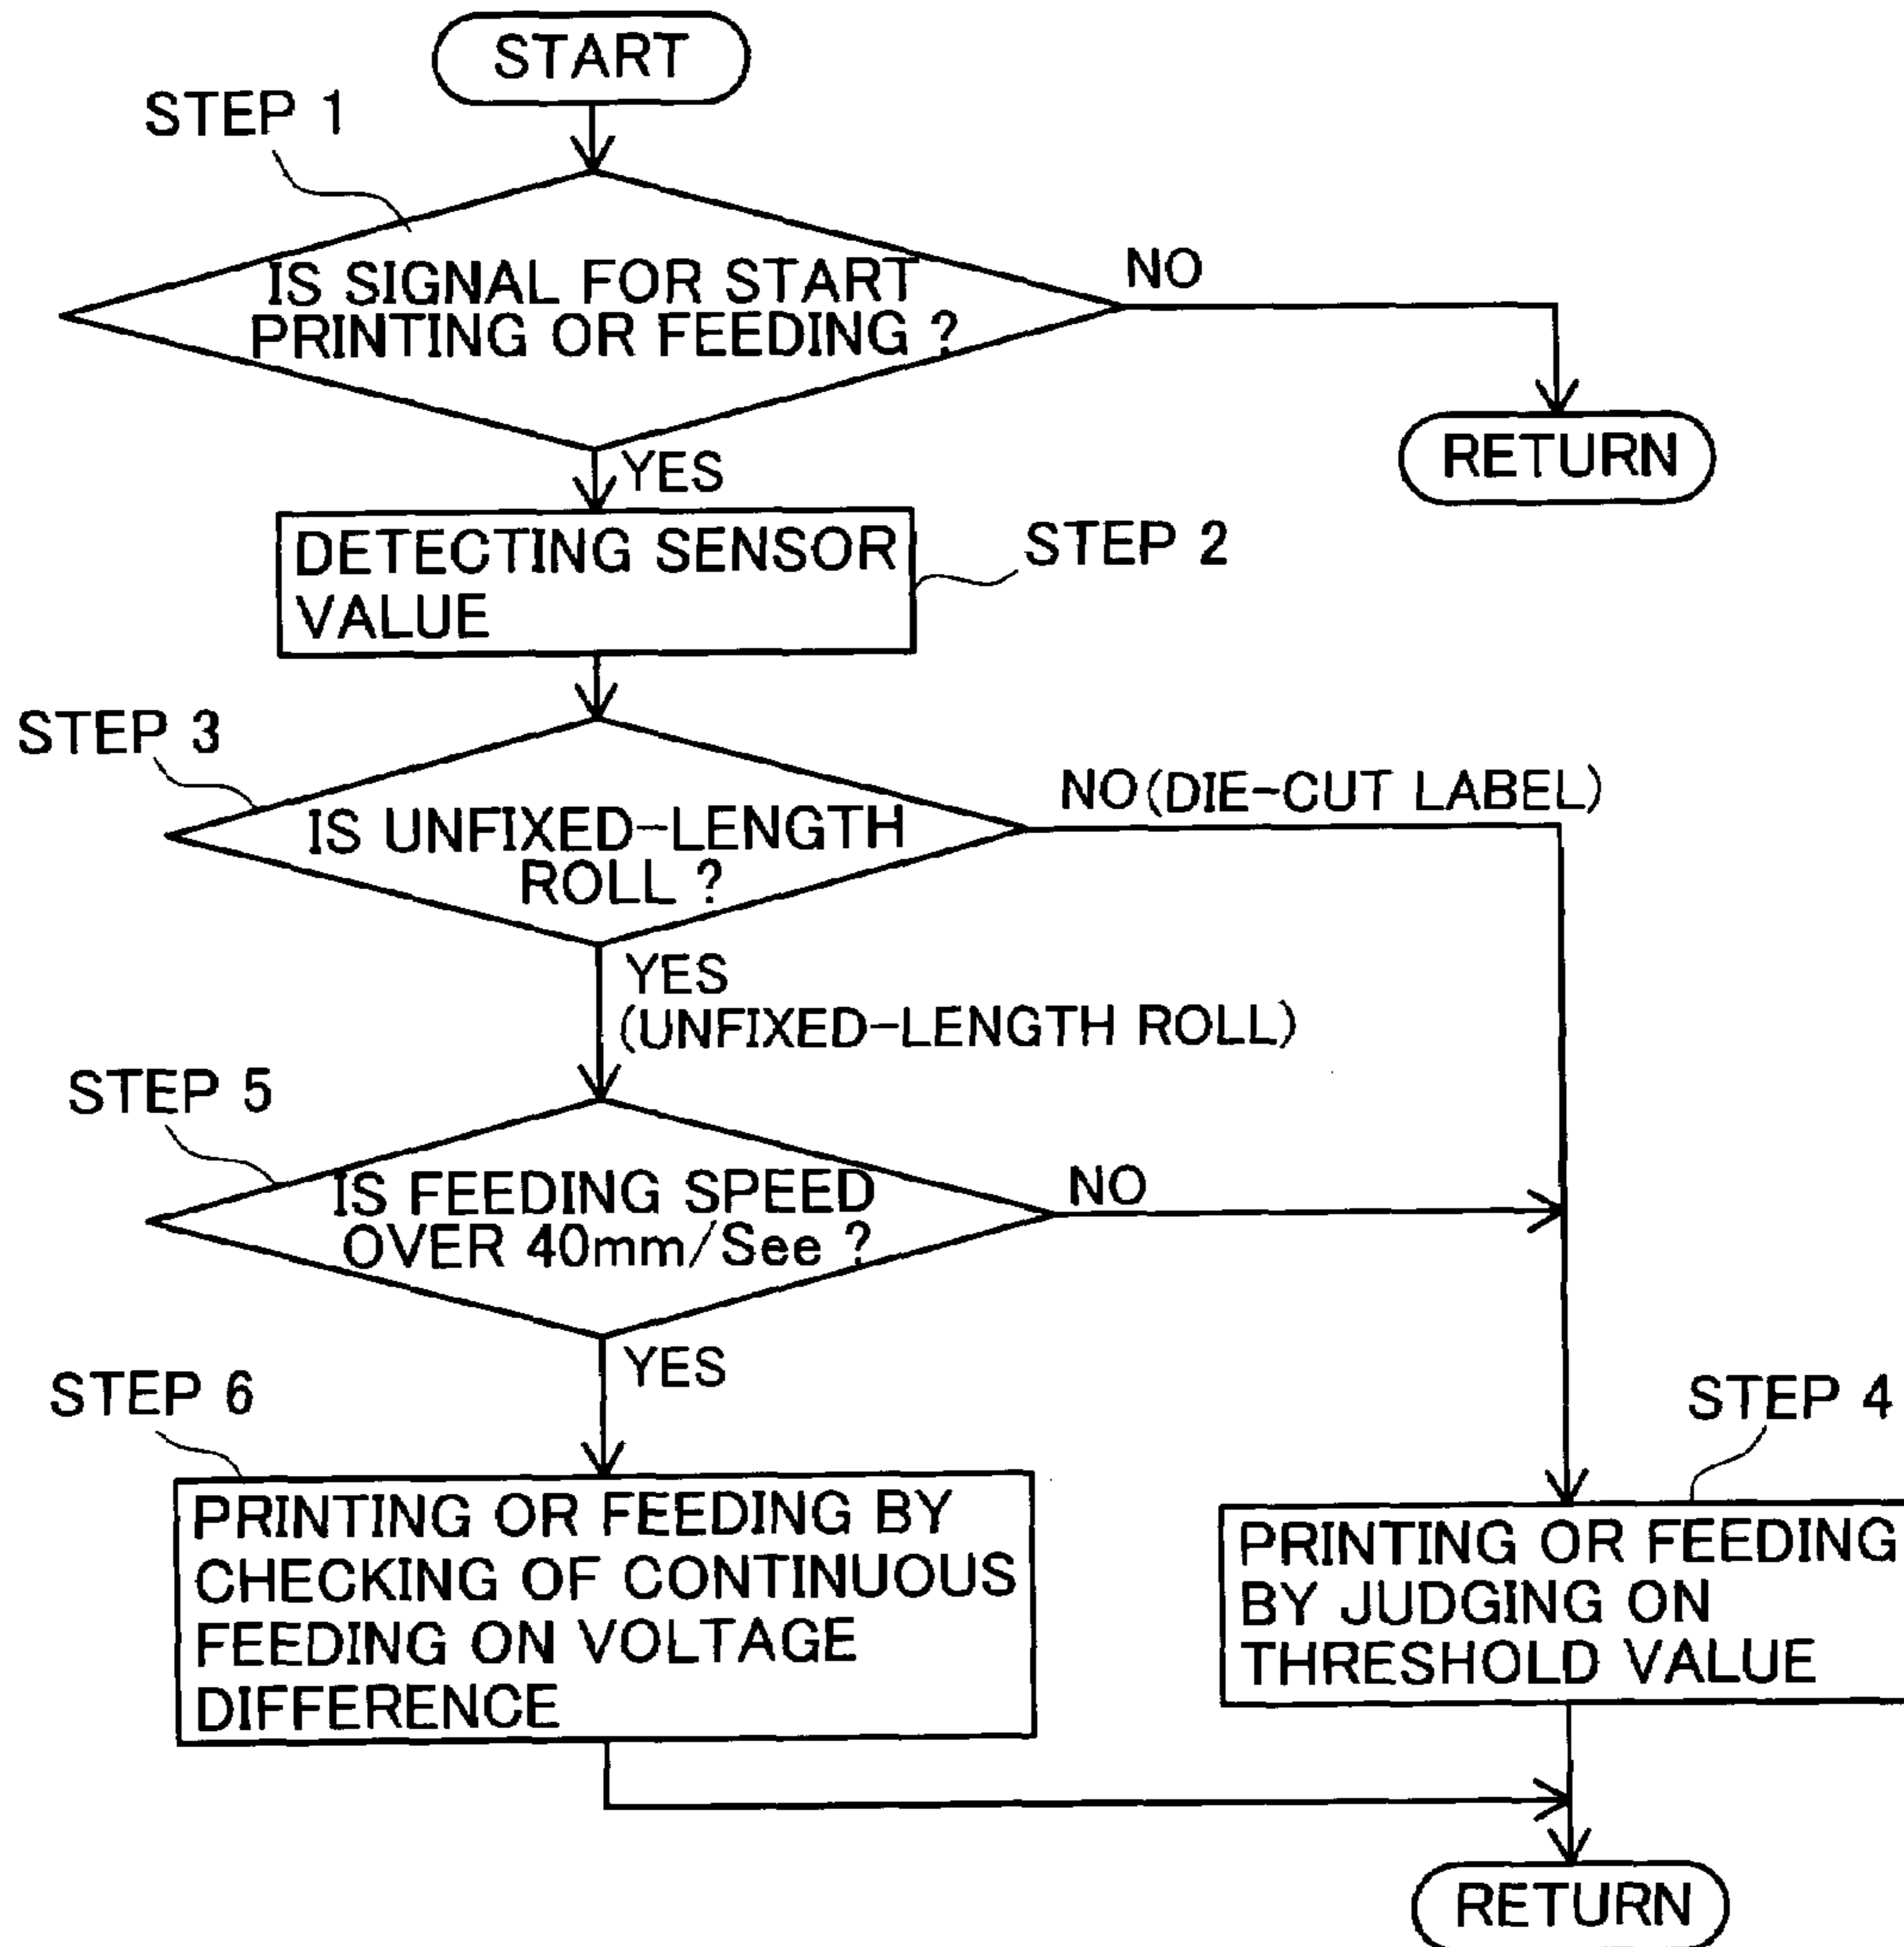 START
STEP 1
IS SIGNAL FOR START
PRINTING OR FEEDING ?
NO
RETURN
YES
DETECTING SENSOR
VALUE
STEP 2
STEP 3
IS UNFIXED-LENGTH
ROLL ?
NO(DIE-CUT LABEL)
YES
(UNFIXED-LENGTH ROLL)
STEP 5
IS FEEDING SPEED
OVER 40mm/See ?
NO
YES
STEP 6
PRINTING OR FEEDING BY
CHECKING OF CONTINUOUS
FEEDING ON VOLTAGE
DIFFERENCE
STEP 4
PRINTING OR FEEDING
BY JUDGING ON
THRESHOLD VALUE
RETURN